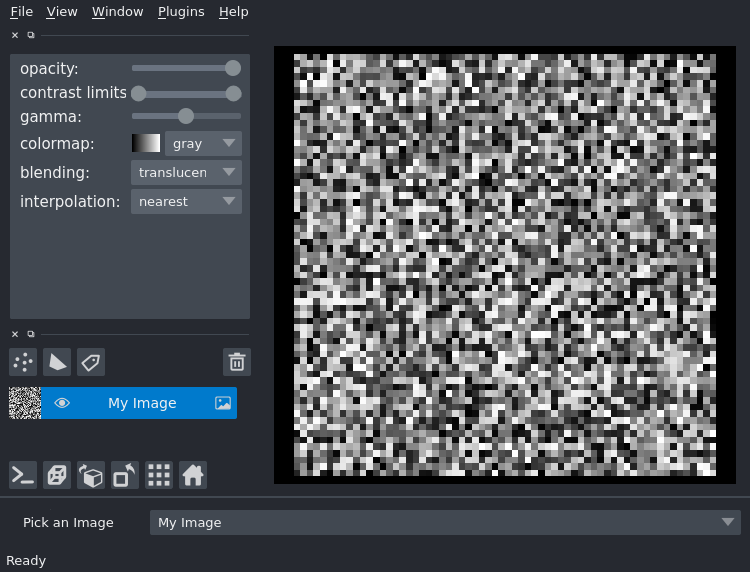 File View Window Plugins Help
opacity:
contrast limits
gamma:
colormap: gray
blending: translucen
interpolation: nearest
My Image
Pick an Image My Image
Ready